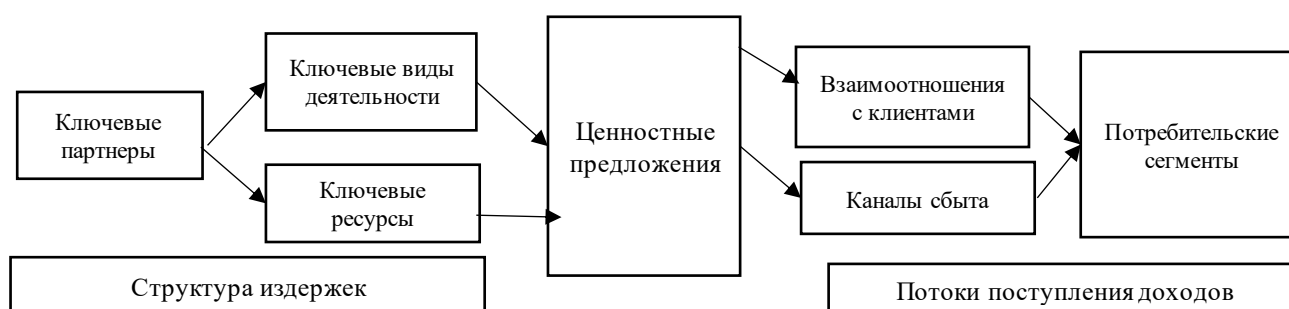 Ключевые
партнеры
Ключевые виды
деятельности
Ключевые
ресурсы
Ценностные
предложения
Взаимоотношения
с клиентами
Каналы сбыта
Потребительские
сегменты
Структура издержек
Потоки поступления доходов